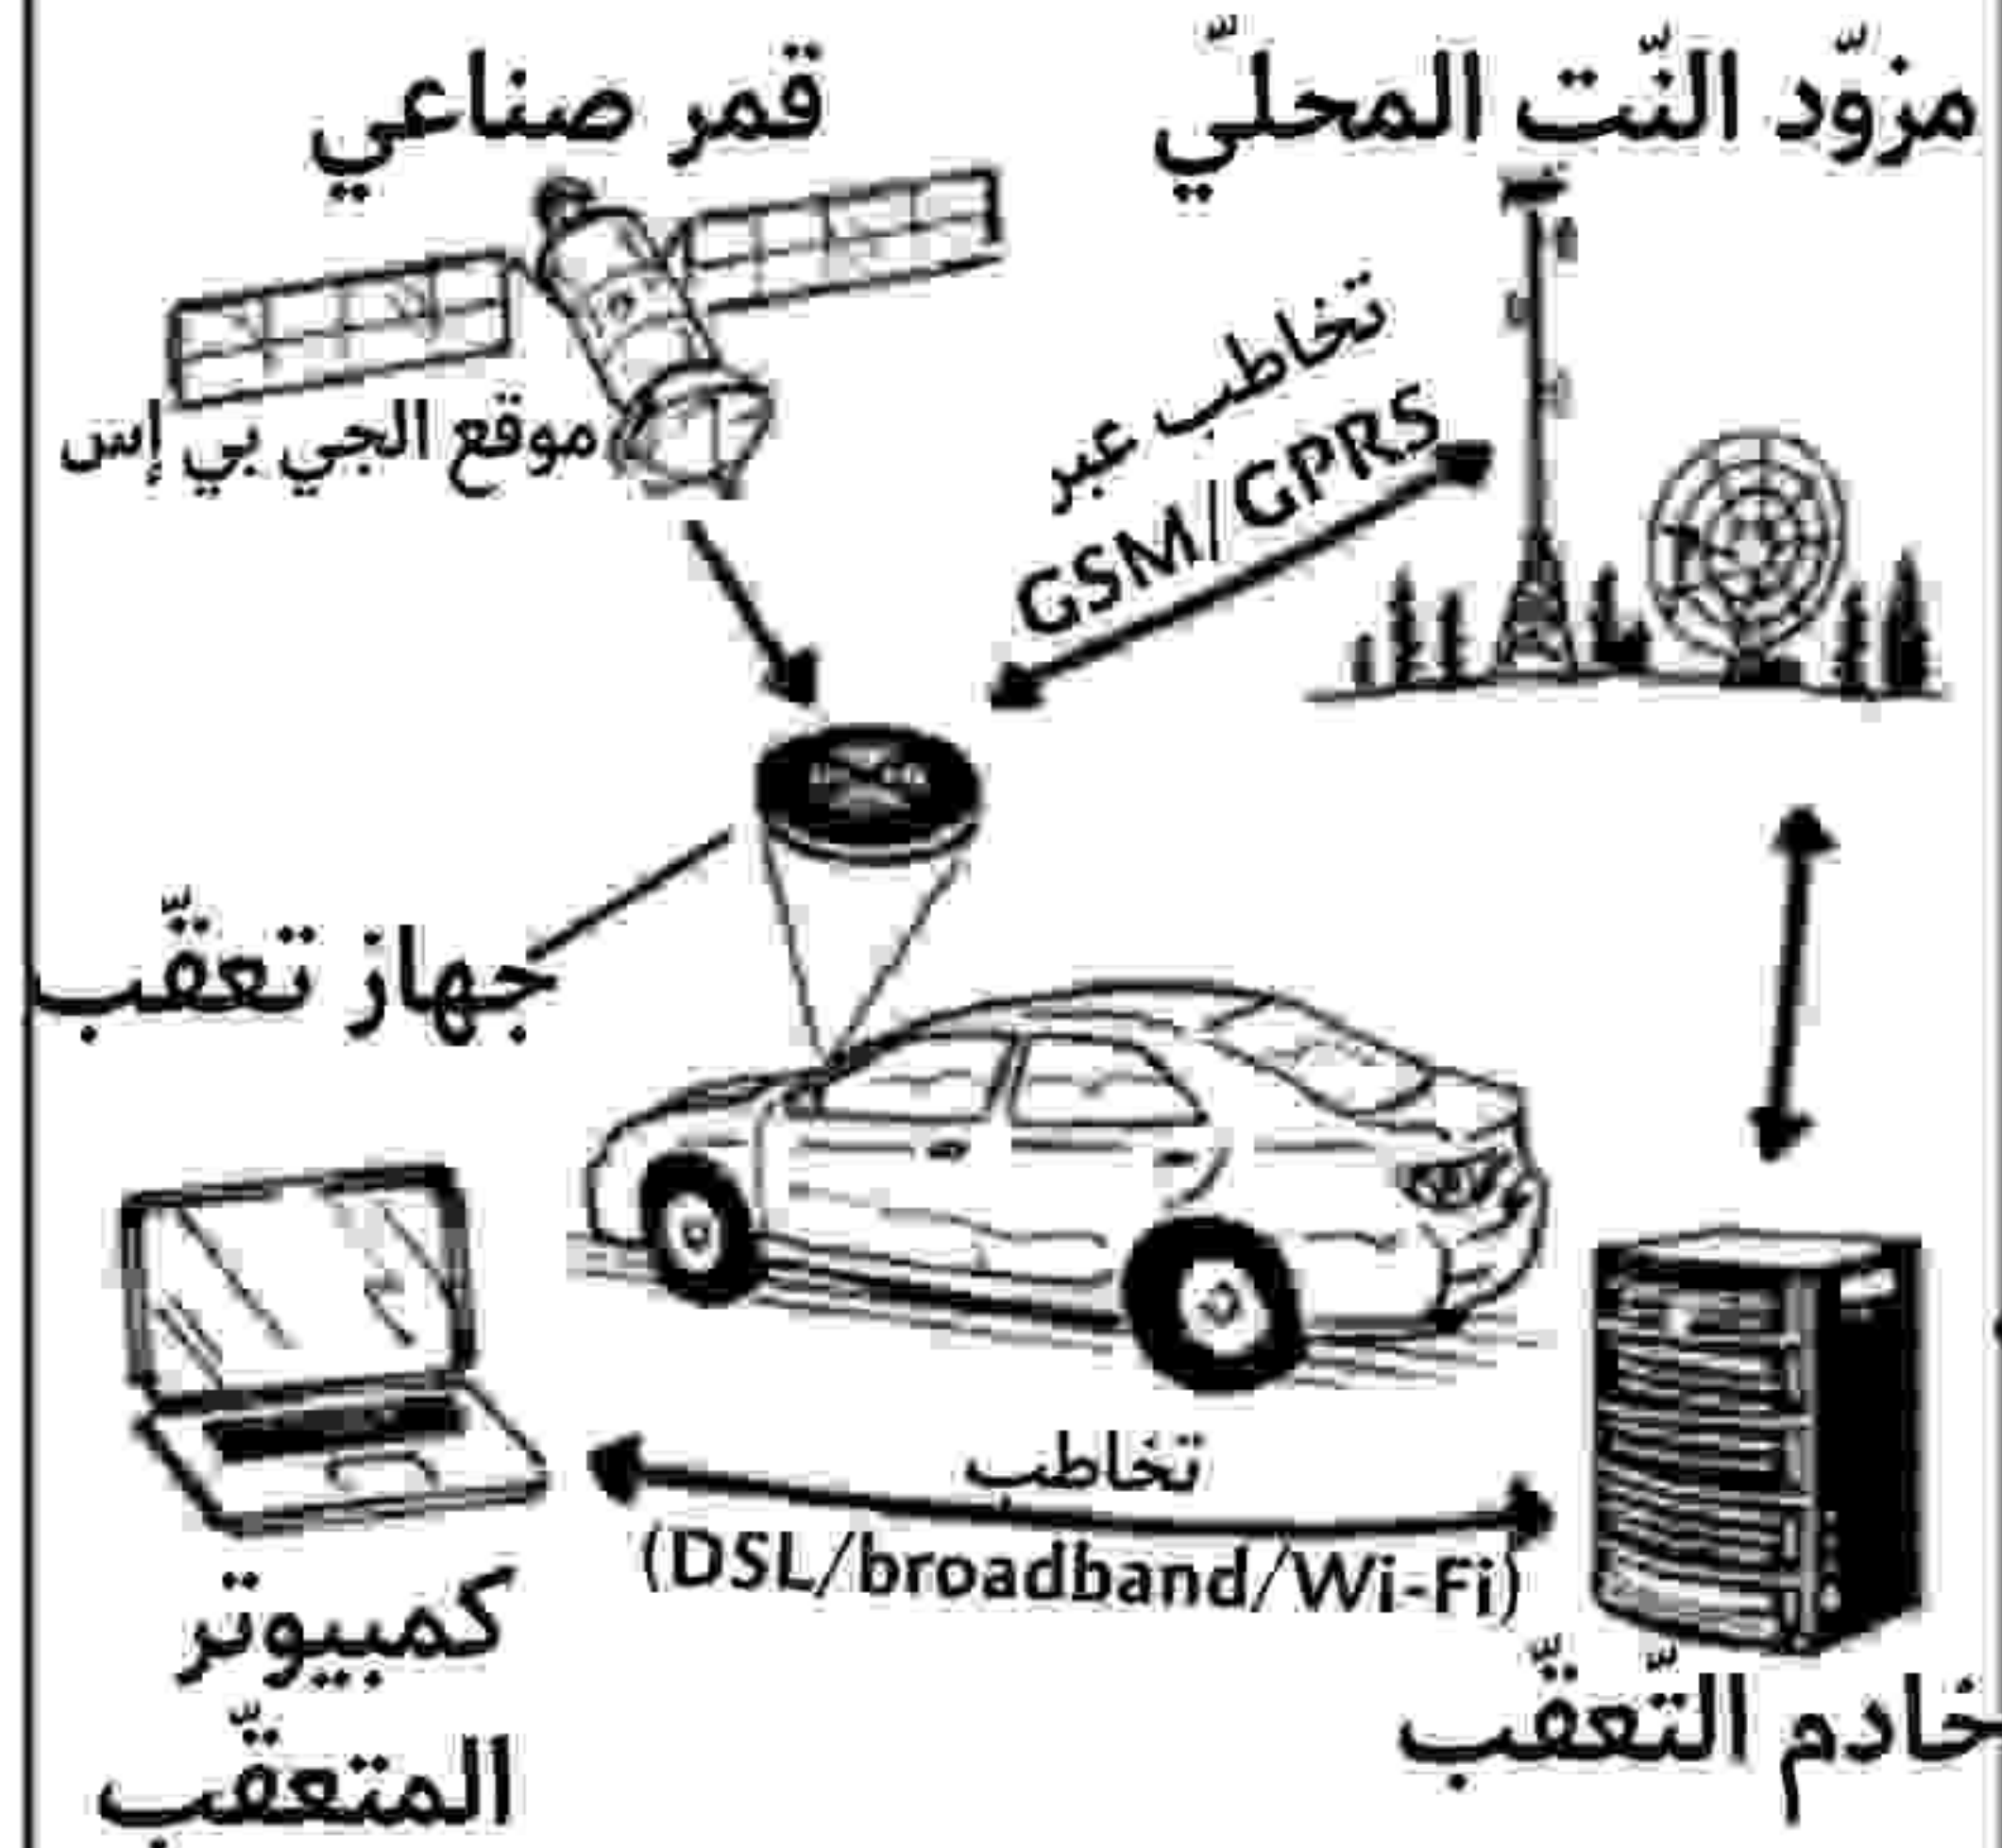 مزوّد النّت المحلّي
قمر صناعي
موقع الجي بي إس
تخاطب عبر
GSM/GPRS
جهاز تعقّب
تخاطب
(DSL/broadband/Wi-Fi)
كمبيوتر
المتعقّب
خادم التّعقّب